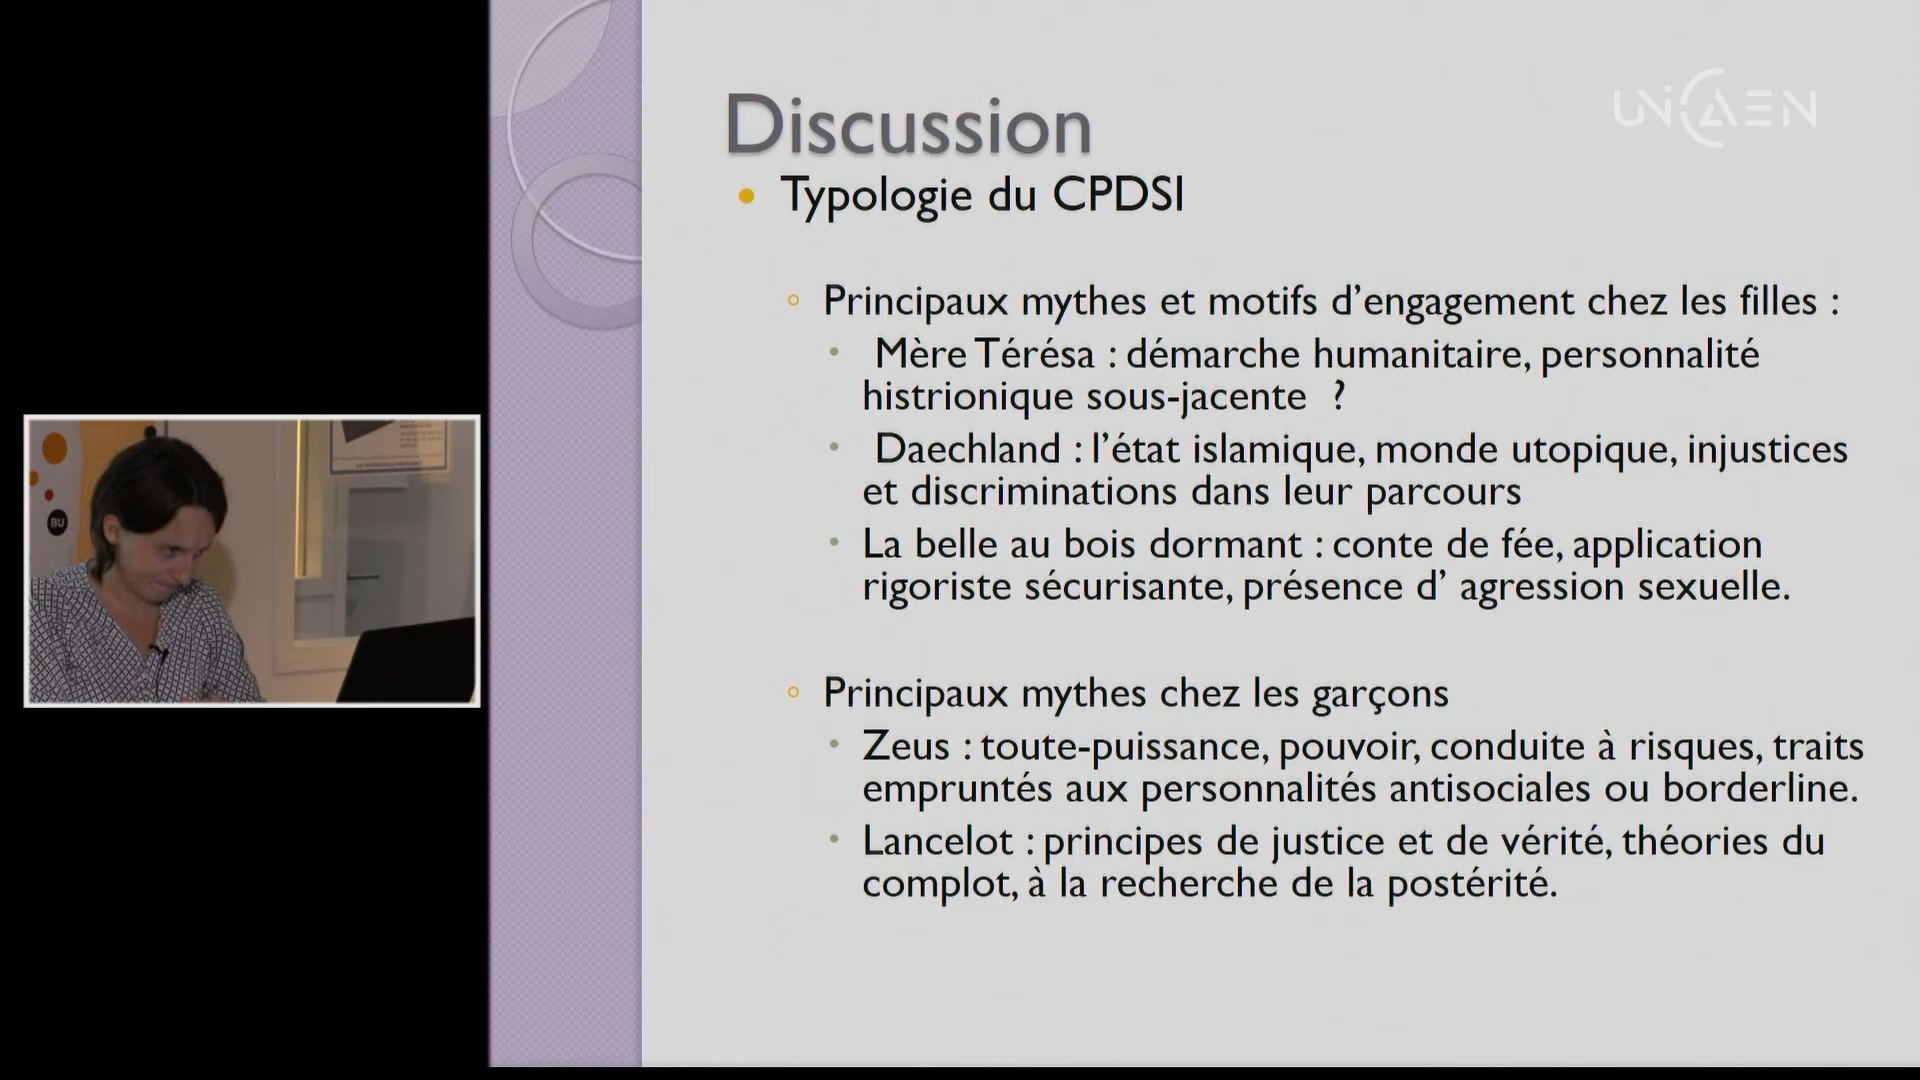 UNICAEN
Discussion
Typologie du CPDSI
Principaux mythes et motifs d’engagement chez les filles :
Mère Térésa : démarche humanitaire, personnalité
histrionique sous-jacente ?
Daechland : l’état islamique, monde utopique, injustices
et discriminations dans leur parcours
La belle au bois dormant : conte de fée, application
rigoriste sécurisante, présence d’ agression sexuelle.
Principaux mythes chez les garçons
Zeus : toute-puissance, pouvoir, conduite à risques, traits
empruntés aux personnalités antisociales ou borderline.
Lancelot : principes de justice et de vérité, théories du
complot, à la recherche de la postérité.
BU